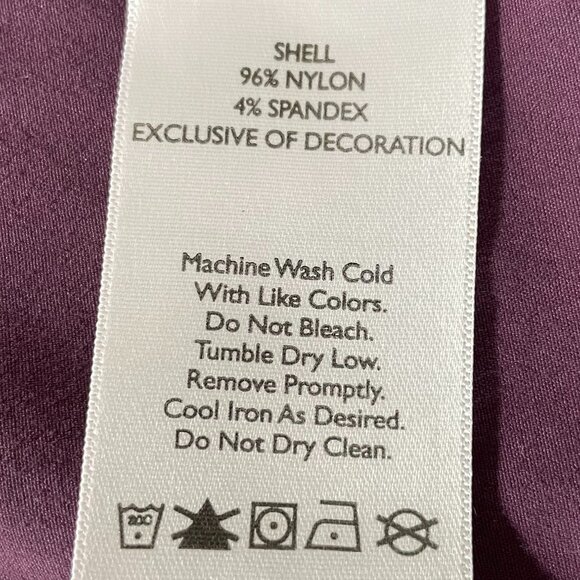 SHELL
96% NYLON
4% SPANDEX
EXCLUSIVE OF DECORATION
Machine Wash Cold
With Like Colors.
Do Not Bleach.
Tumble Dry Low.
Remove Promptly.
Cool Iron As Desired.
Do Not Dry Clean.